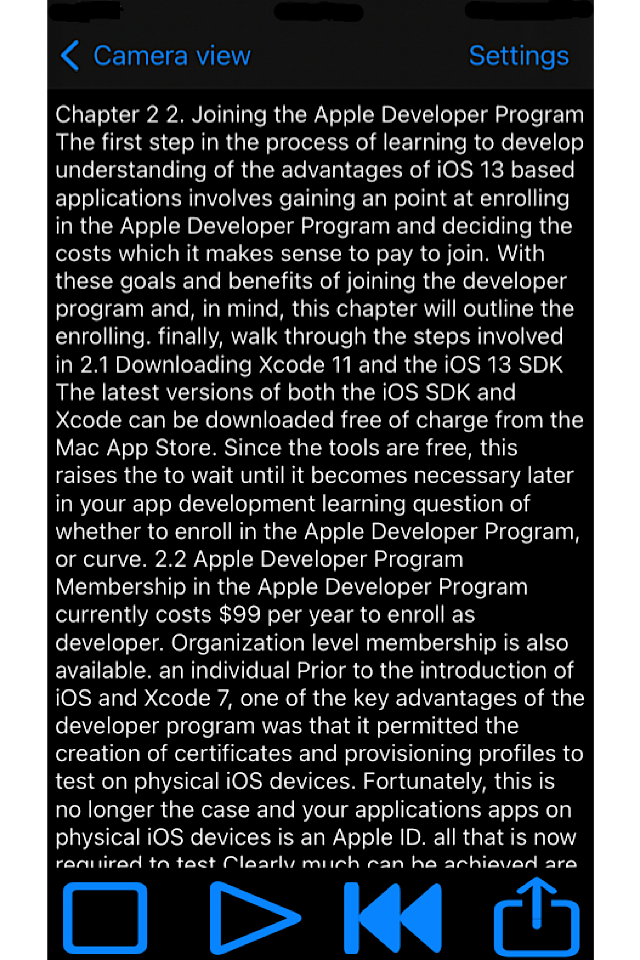 Camera view
Settings
Chapter 2 2. Joining the Apple Developer Program
The first step in the process of learning to develop
understanding of the advantages of iOS 13 based
applications involves gaining an point at enrolling
in the Apple Developer Program and deciding the
costs which it makes sense to pay to join. With
these goals and benefits of joining the developer
program and, in mind, this chapter will outline the
enrolling. finally, walk through the steps involved
in 2.1 Downloading Xcode 11 and the iOS 13 SDK
The latest versions of both the iOS SDK and
Xcode can be downloaded free of charge from the
Mac App Store. Since the tools are free, this
raises the to wait until it becomes necessary later
in your app development learning question of
whether to enroll in the Apple Developer Program,
or curve. 2.2 Apple Developer Program
Membership in the Apple Developer Program
currently costs $99 per year to enroll as
developer. Organization level membership is also
available. an individual Prior to the introduction of
iOS and Xcode 7, one of the key advantages of the
developer program was that it permitted the
creation of certificates and provisioning profiles to
test on physical iOS devices. Fortunately, this is
no longer the case and your applications apps on
physical iOS devices is an Apple ID. all that is now
required to test Clearly much can be achieved are